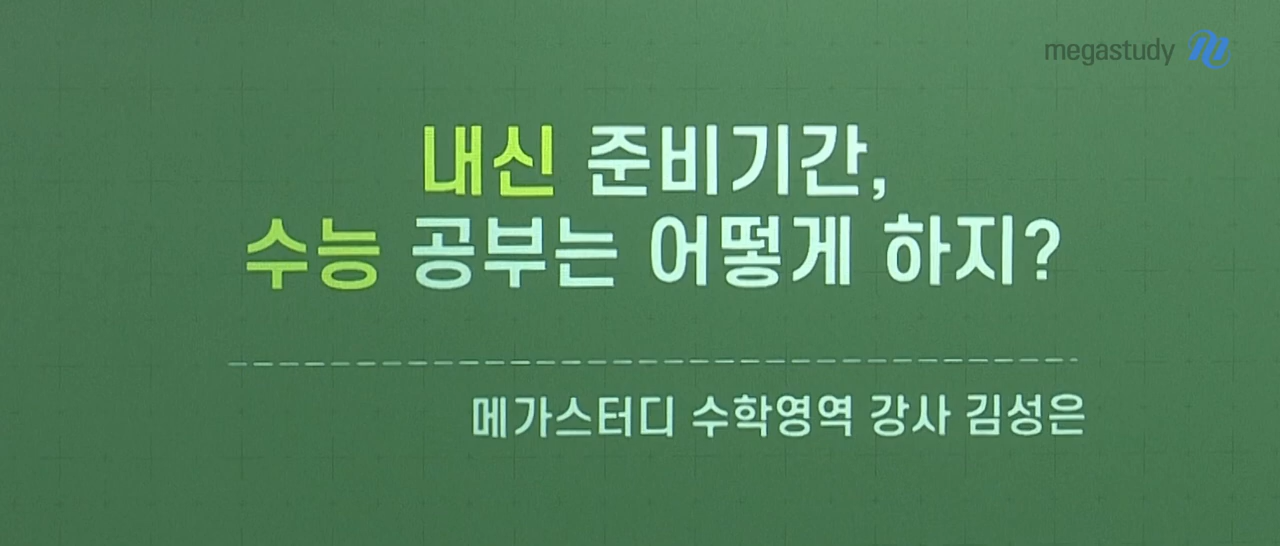 megastudy
내신 준비기간,
수능 공부는 어떻게 하지?
메가스터디 수학영역 강사 김성은